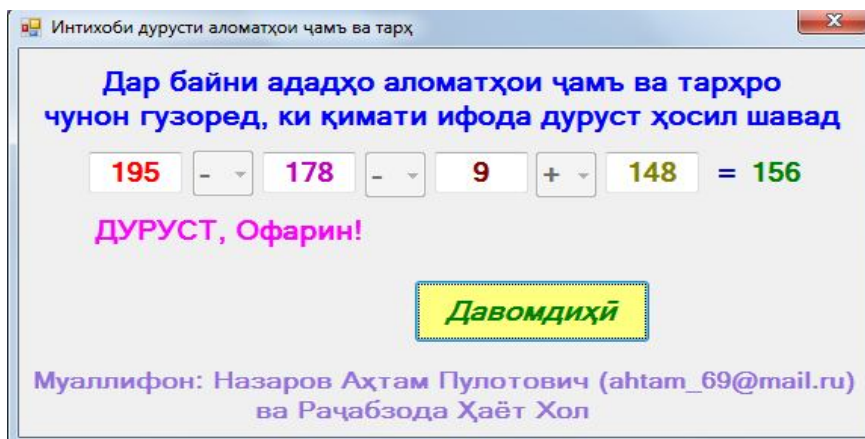 Интихоби дурусти аломатҳои ҷамъ ва тарҳ
Дар байни ададҳо аломатҳои ҷамъ ва тарҳро
чунон гузоред, ки қимати ифода дуруст ҳосил шавад
195 - 178 - 9 + 148 = 156
ДУРУСТ, Офарин!
Давомдиҳӣ
Муаллифон: Назаров Аҳтам Пулотович (ahtam_69@mail.ru)
ва Раҷабзода Ҳаёт Хол